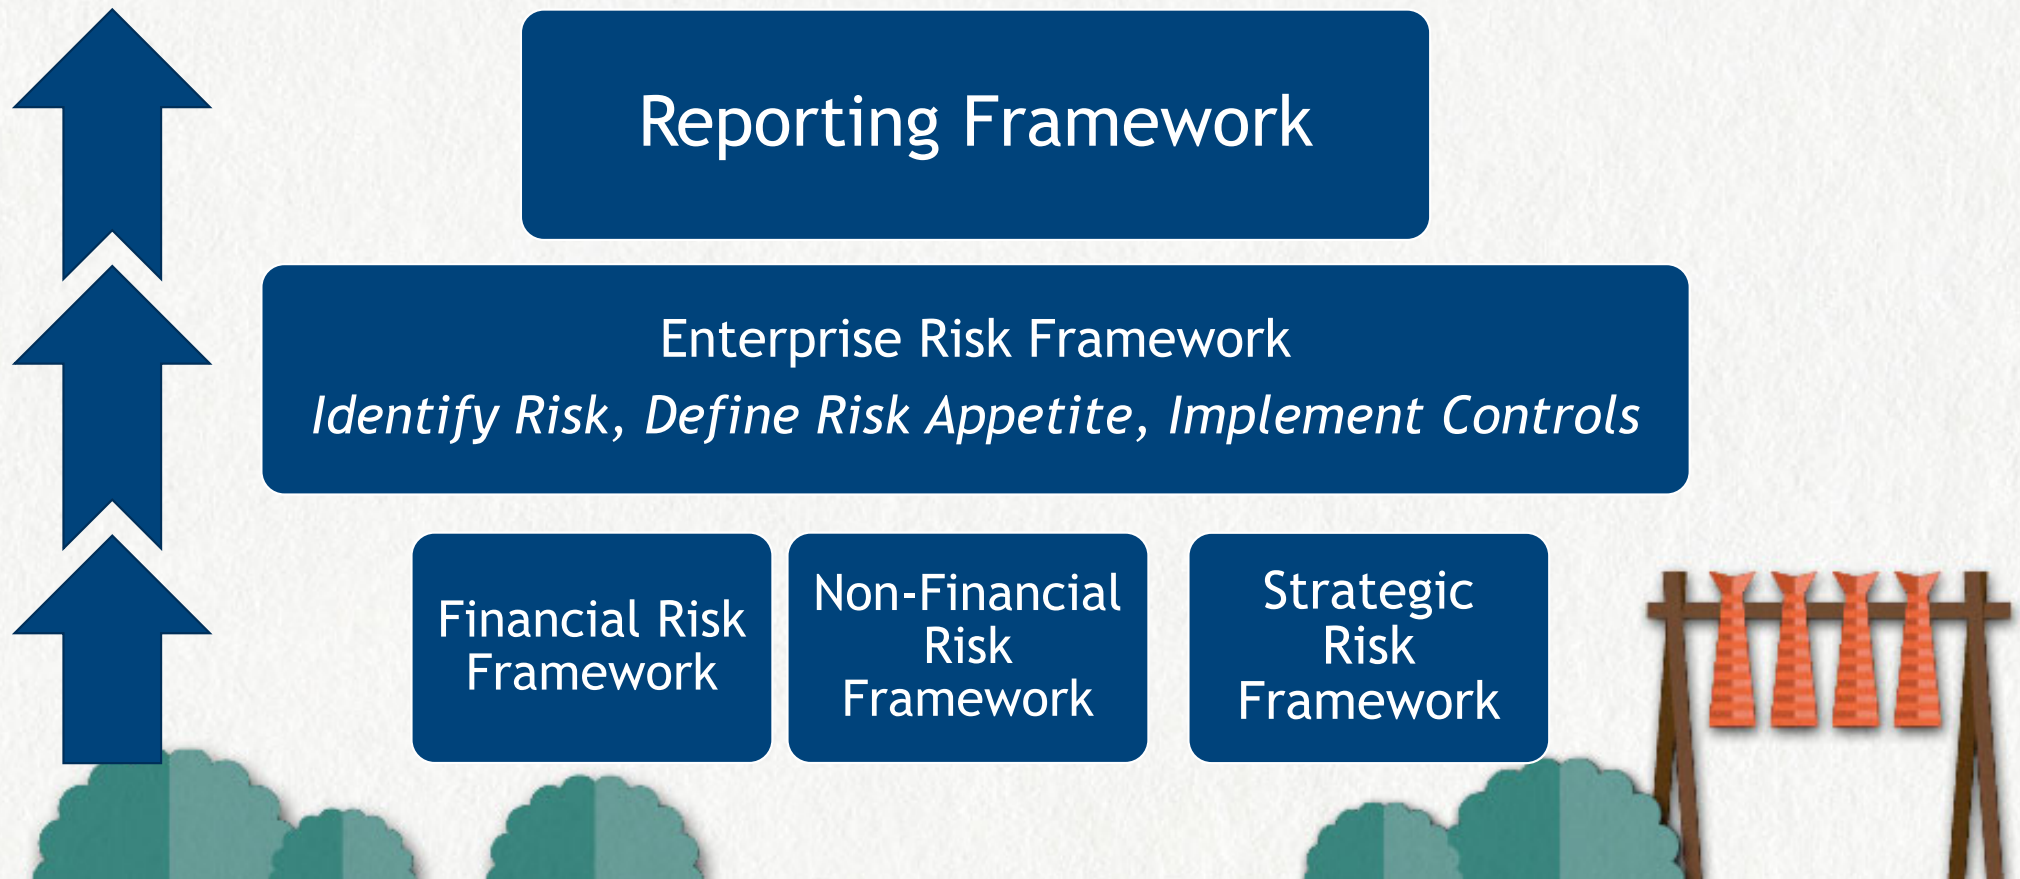 Reporting Framework
Enterprise Risk Framework
Identify Risk, Define Risk Appetite, Implement Controls
Financial Risk
Framework
Non-Financial
Risk
Framework
Strategic
Risk
Framework